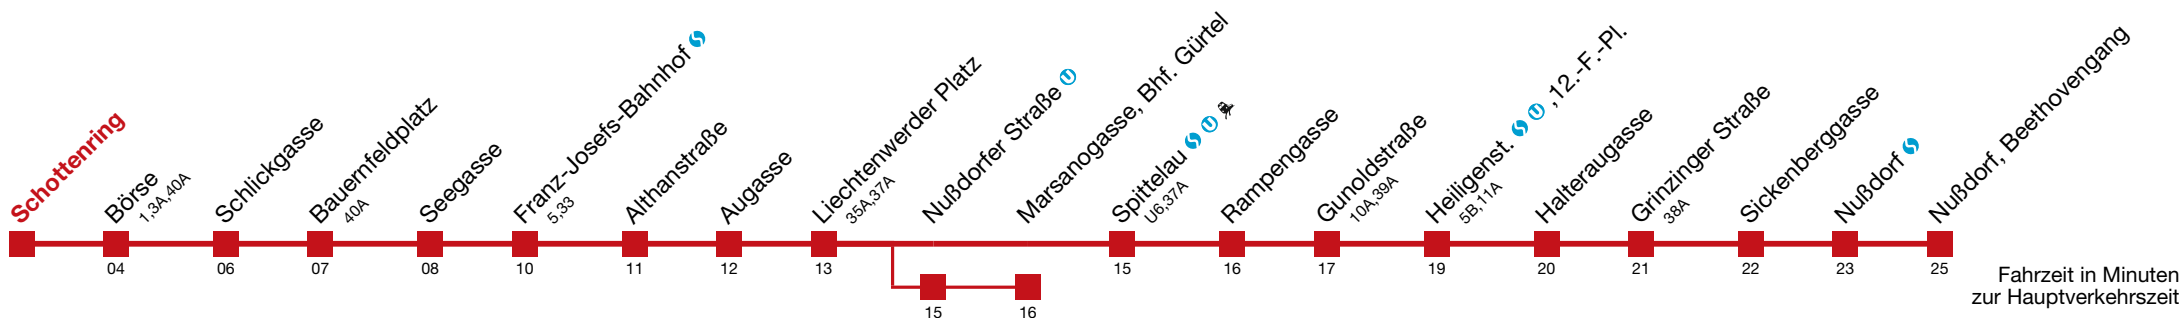 Schottenring
Börse
1,3A,40A
Schlickgasse
Bauernfeldplatz
40A
Seegasse
Franz-Josefs-Bahnhof
5,33
Althanstraße
Augasse
Liechtenwerder Platz
35A,37A
Nußdorfer Straße U
Marsanogasse, Bhf. Gürtel
Spittelau U
U6,37A
Rampengasse
Gunoldstraße
10A,39A
Heiligenst. U ,12.-F.-Pl.
5B,11A
Halteraugasse
Grinzinger Straße
38A
Sickenberggasse
Nußdorf
Nußdorf, Beethovengang
04 06 07 08 10 11 12 13 15 16 17 19 20 21 22 23 25
15 16
Fahrzeit in Minuten
zur Hauptverkehrszeit